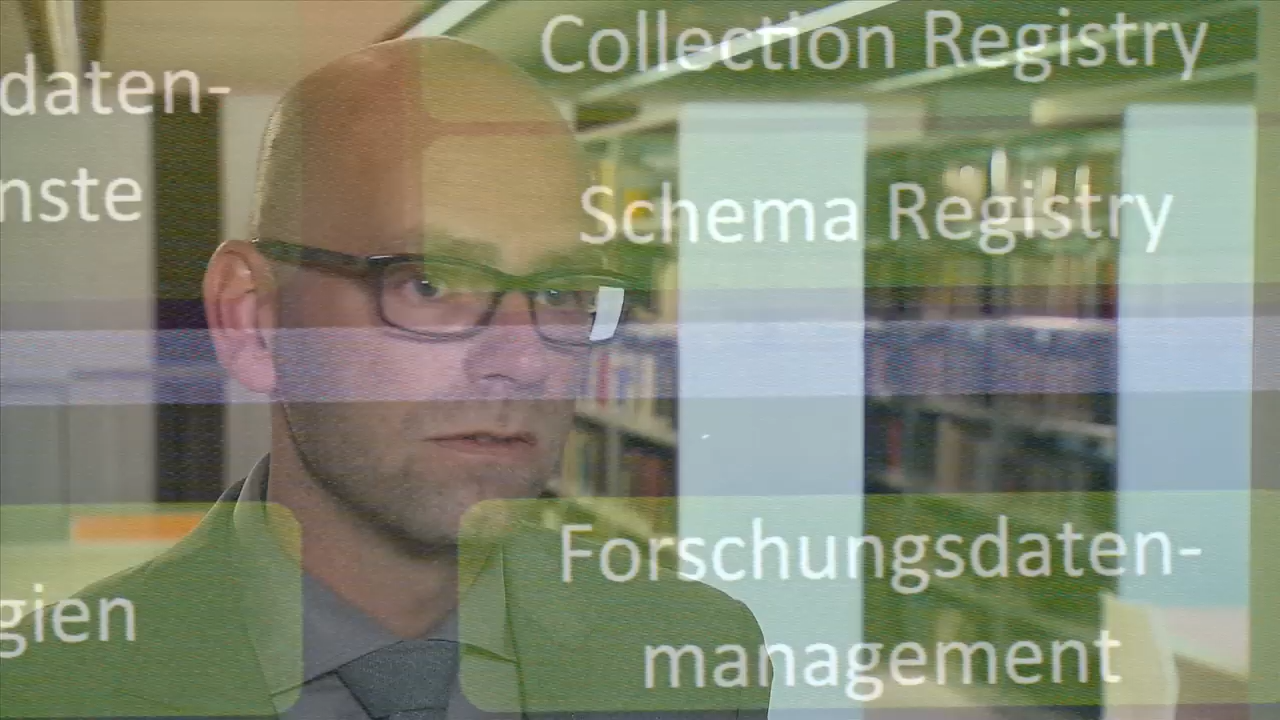 Collection Registry
daten-
nste
Schema Registry
Forschungsdaten-
management
gien